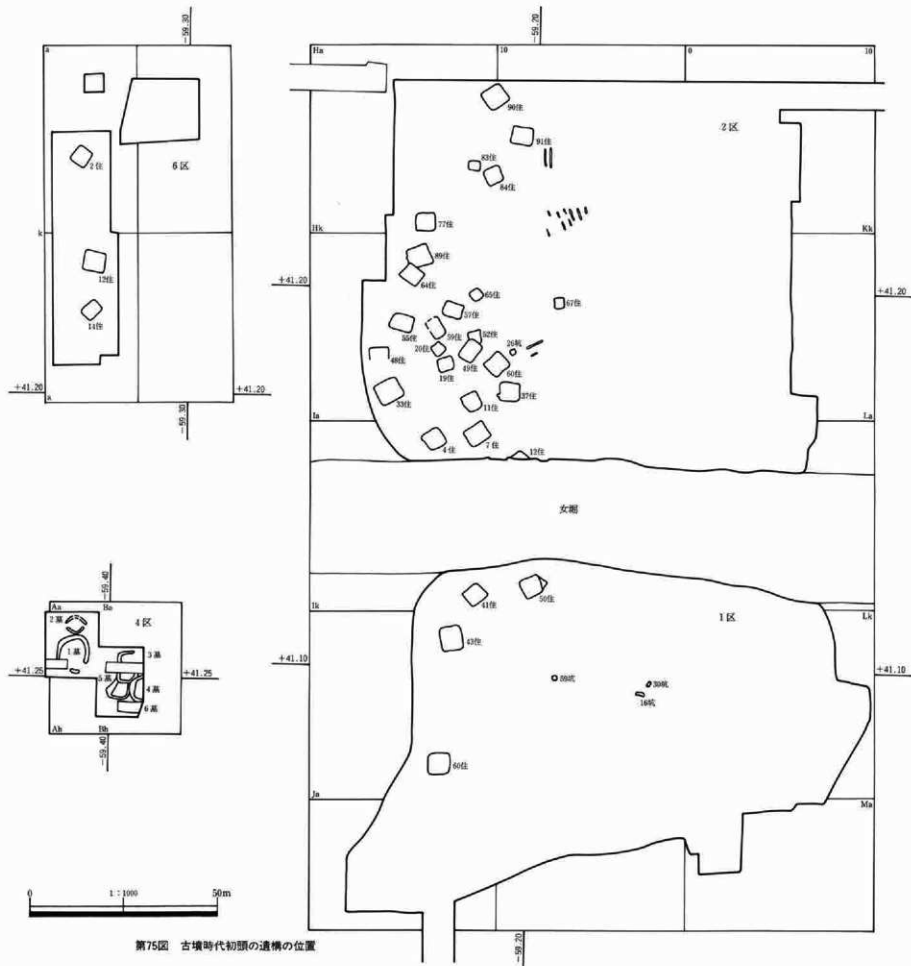 -59.30
a
6区
2住
k
12住
14住
+41.20
+41.20
a
-59.30
-59.20
Ha
10
0
10
2区
90住
91住
83住
84住
77住
Hk
Kk
89住
64住
+41.20
+41.20
65住
67住
57住
55住
59住
52住
26坑
20住
48住
49住
19住
60住
33住
37住
11住
Ia
La
4住
7住
12住
女堀
-59.40
Aa
Ba
4区
2墓
1墓
3墓
+41.25
+41.25
5墓
4墓
6墓
Ah
Bh
-59.40
50住
41住
Ik
1区
Lk
43住
+41.10
+41.10
59坑
30坑
16坑
60住
Ja
Ma
0
1:1000
50m
-59.20
第75図 古墳時代初頭の遺構の位置